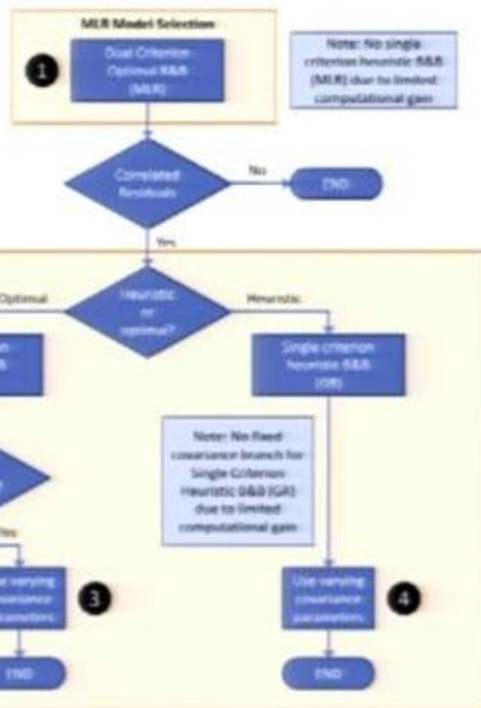 MLR Model Selection
1
Dual Criterion
Optimal B&B
(MLR)
Note: No single
criterion heuristic B&B
(MLR) due to limited
computational gain
Correlated
Residuals
No
END
Yes
Optimal
Heuristic
or
optimal?
Heuristic
Single criterion
heuristic B&B
(GR)
Note: No fixed
covariance branch for
Single Criterion
Heuristic B&B (GR)
due to limited
computational gain
Yes
varying
parameters
3
Use varying
covariance
parameters
4
END
END